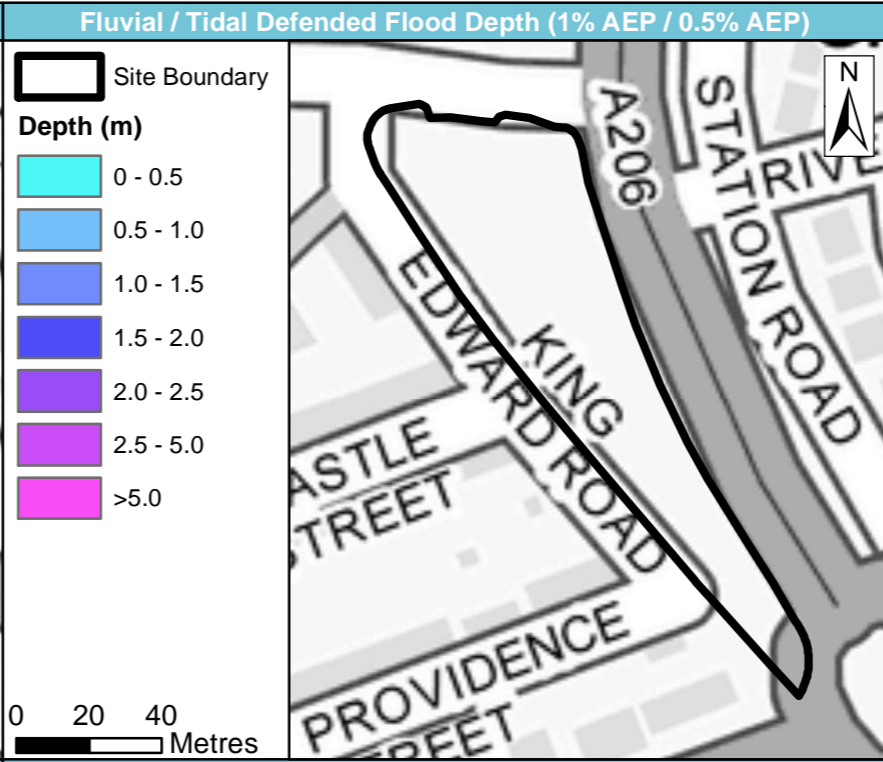 Fluvial / Tidal Defended Flood Depth (1% AEP / 0.5% AEP)
Site Boundary
Depth (m)
0 - 0.5
0.5 - 1.0
1.0 - 1.5
1.5 - 2.0
2.0 - 2.5
2.5 - 5.0
>5.0
0 20 40
Metres
N
A206
STATION ROAD
RIVE
KING
EDWARD ROAD
ASTLE
STREET
PROVIDENCE
REET